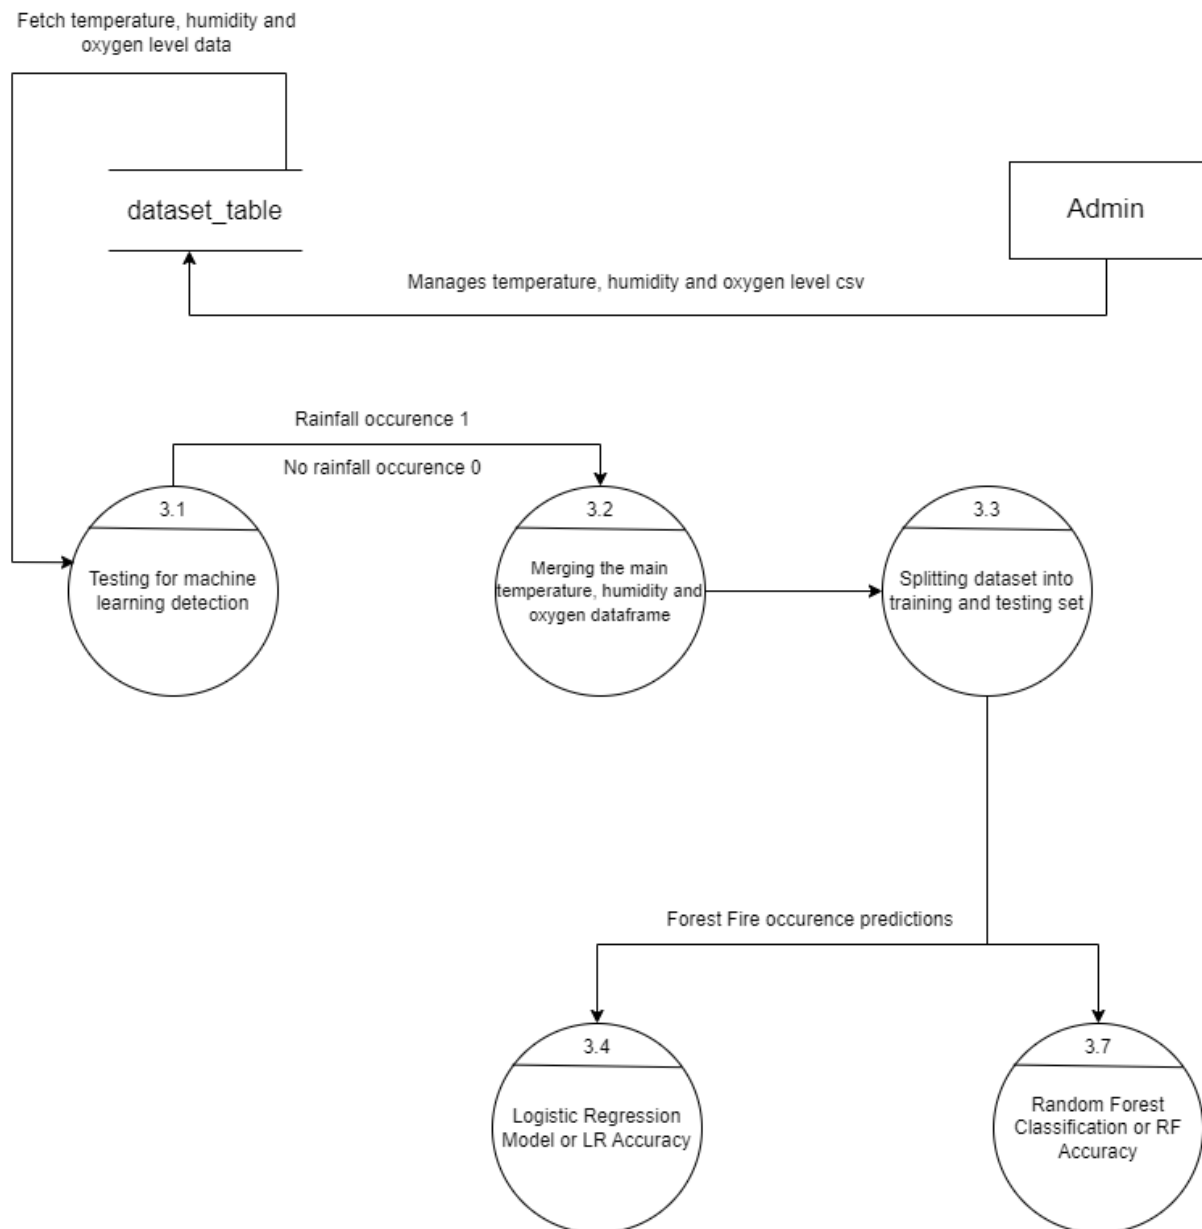 Fetch temperature, humidity and
oxygen level data
dataset_table
Admin
Manages temperature, humidity and oxygen level csv
Rainfall occurence 1
No rainfall occurence 0
3.1
Testing for machine
learning detection
3.2
Merging the main
temperature, humidity and
oxygen dataframe
3.3
Splitting dataset into
training and testing set
Forest Fire occurence predictions
3.4
Logistic Regression
Model or LR Accuracy
3.7
Random Forest
Classification or RF
Accuracy